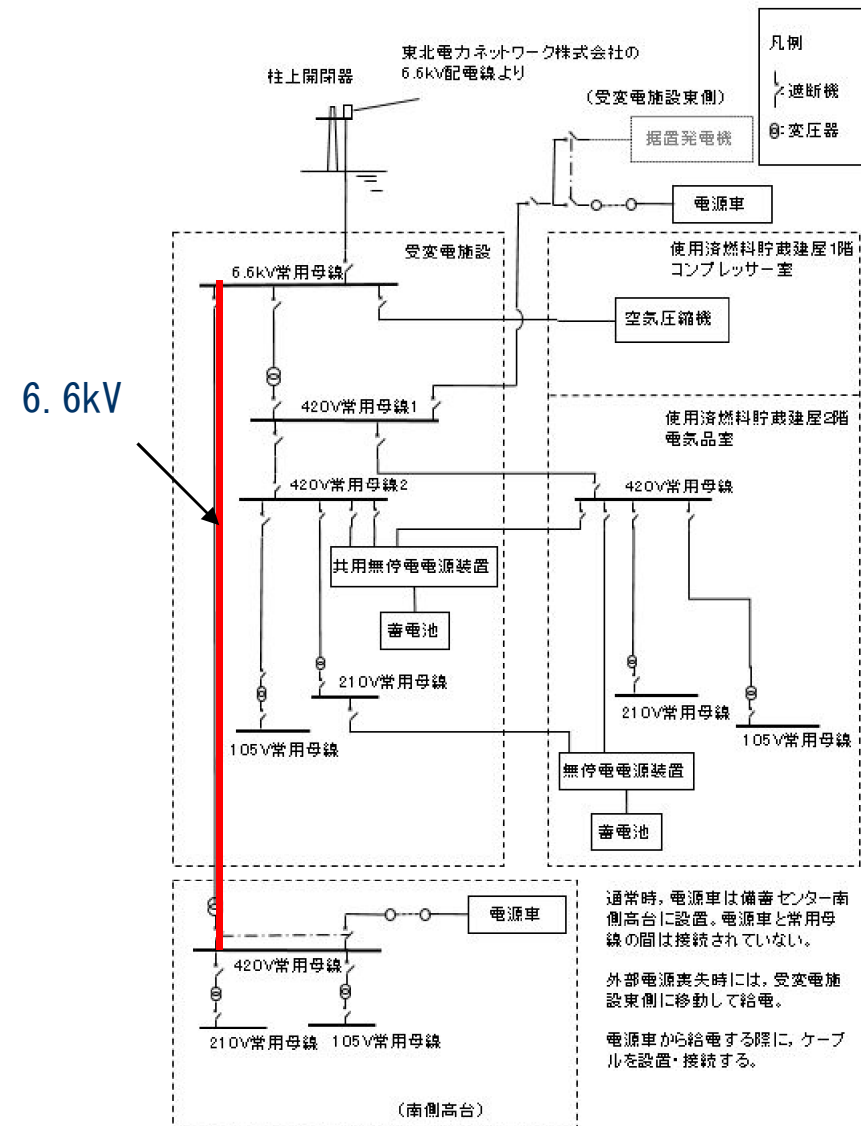 東北電力ネットワーク株式会社の
6.6kV配電線より
柱上開閉器
凡例
遮断機
:変圧器
(受変電施設東側)
据置発電機
電源車
受変電施設
使用済燃料貯蔵建屋1階
コンプレッサー室
6.6kV常用母線
空気圧縮機
6.6kV
420V常用母線1
使用済燃料貯蔵建屋2階
電気品室
420V常用母線2
420V常用母線
共用無停電電源装置
蓄電池
210V常用母線
210V常用母線
105V常用母線
105V常用母線
無停電電源装置
蓄電池
通常時,電源車は備蓄センター南
側高台に設置。電源車と常用母
線の間は接続されていない。
電源車
420V常用母線
外部電源喪失時には,受変電施
設東側に移動して給電。
210V常用母線
105V常用母線
電源車から給電する際に,ケーブ
ルを設置・接続する。
(南側高台)